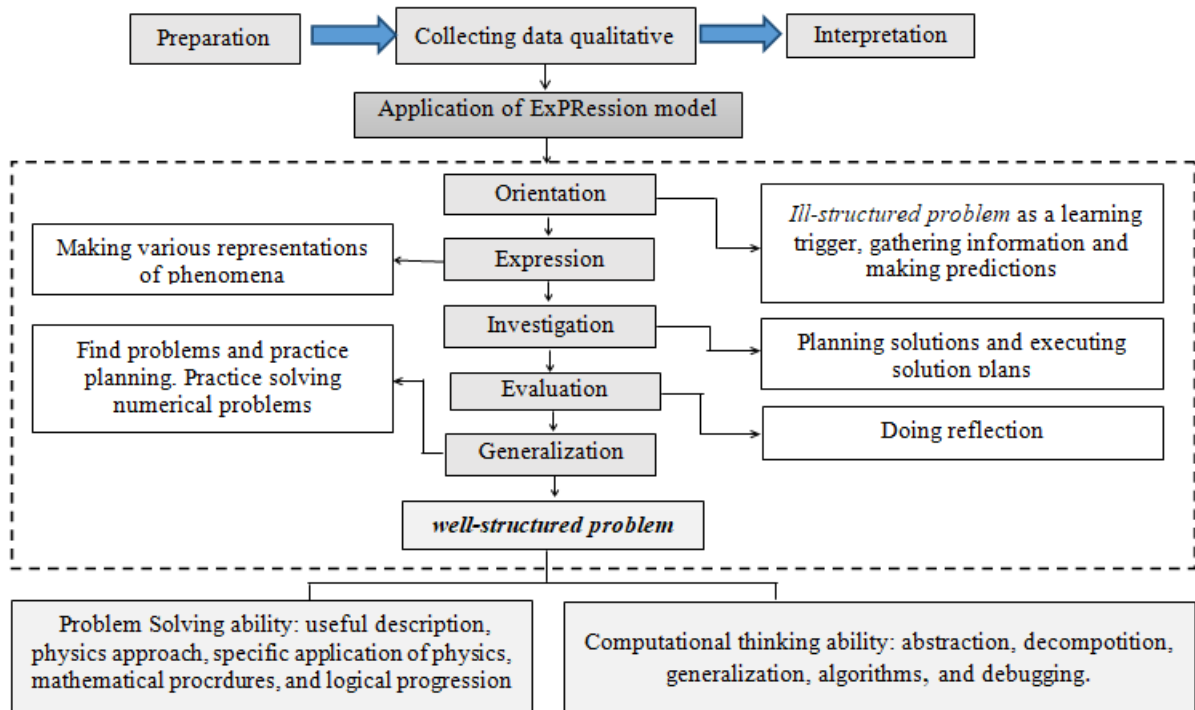 Preparation
Collecting data qualitative
Interpretation
Application of ExPRession model
Orientation
Ill-structured problem as a learning
trigger, gathering information and
making predictions
Making various representations
of phenomena
Expression
Investigation
Planning solutions and executing
solution plans
Find problems and practice
planning. Practice solving
numerical problems
Evaluation
Doing reflection
Generalization
well-structured problem
Problem Solving ability: useful description,
physics approach, specific application of physics,
mathematical procrdures, and logical progression
Computational thinking ability: abstraction, decompotition,
generalization, algorithms, and debugging.